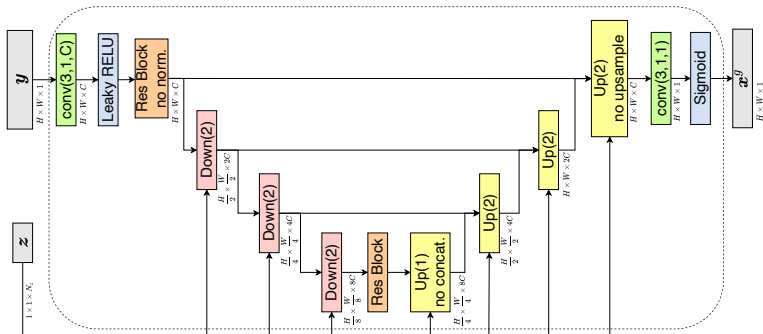 y
H × W × 1
conv(3,1,C)
H × W × C
Leaky RELU
Res Block
no norm.
H × W × C
Down(2)
H/2 × W/2 × 2C
Down(2)
H/4 × W/4 × 4C
Down(2)
H/8 × W/8 × 8C
Res Block
Up(1)
no concat.
H/4 × W/4 × 8C
Up(2)
H/2 × W/2 × 4C
Up(2)
H × W × 2C
Up(2)
no upsample
H × W × C
conv(3,1,1)
H × W × 1
Sigmoid
x^g
H × W × 1
z
1 × 1 × N_z